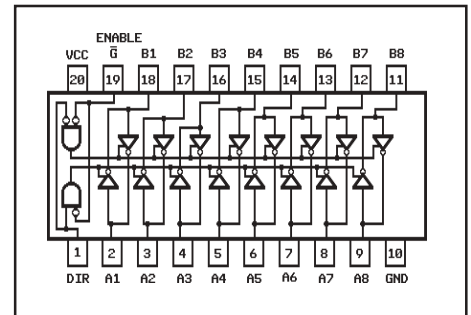 ENABLE
VCC G̅ B1 B2 B3 B4 B5 B6 B7 B8
20 19 18 17 16 15 14 13 12 11
1 2 3 4 5 6 7 8 9 10
DIR A1 A2 A3 A4 A5 A6 A7 A8 GND